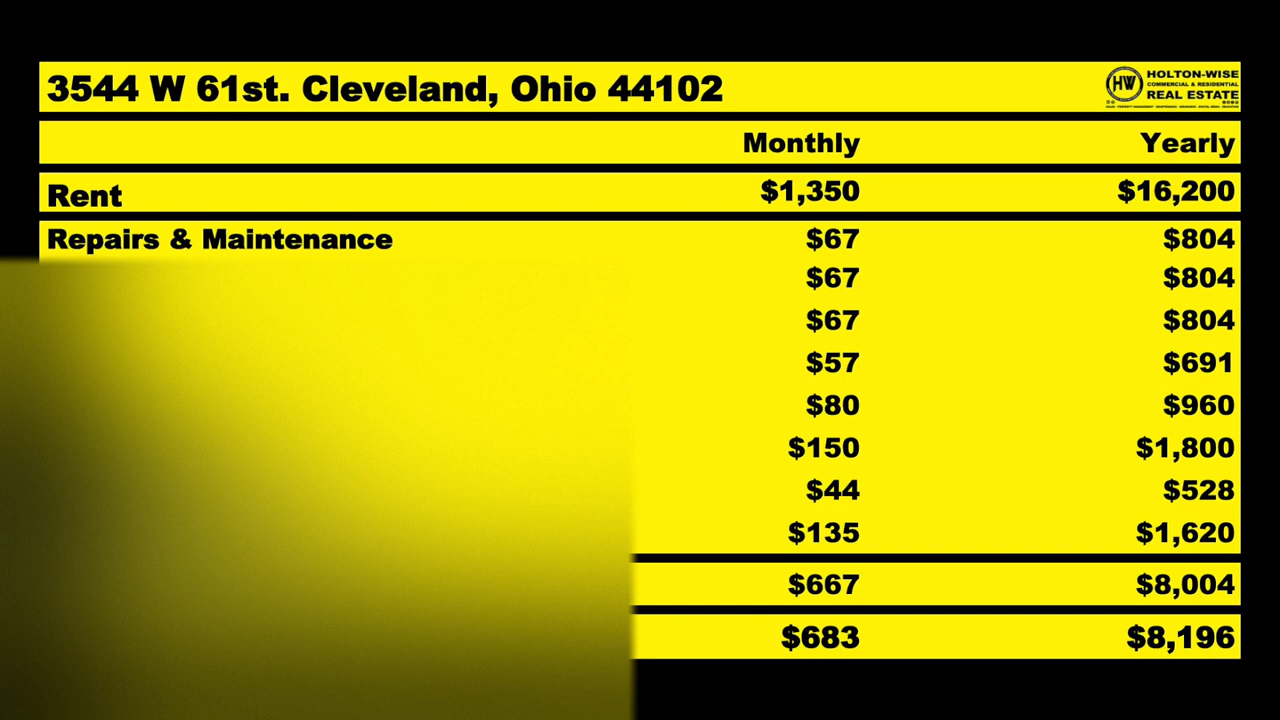 3544 W 61st. Cleveland, Ohio 44102
HW
HOLTON-WISE
COMMERCIAL & RESIDENTIAL
REAL ESTATE
Monthly Yearly
Rent $1,350 $16,200
Repairs & Maintenance $67 $804
$67 $804
$67 $804
$57 $691
$80 $960
$150 $1,800
$44 $528
$135 $1,620
$667 $8,004
$683 $8,196